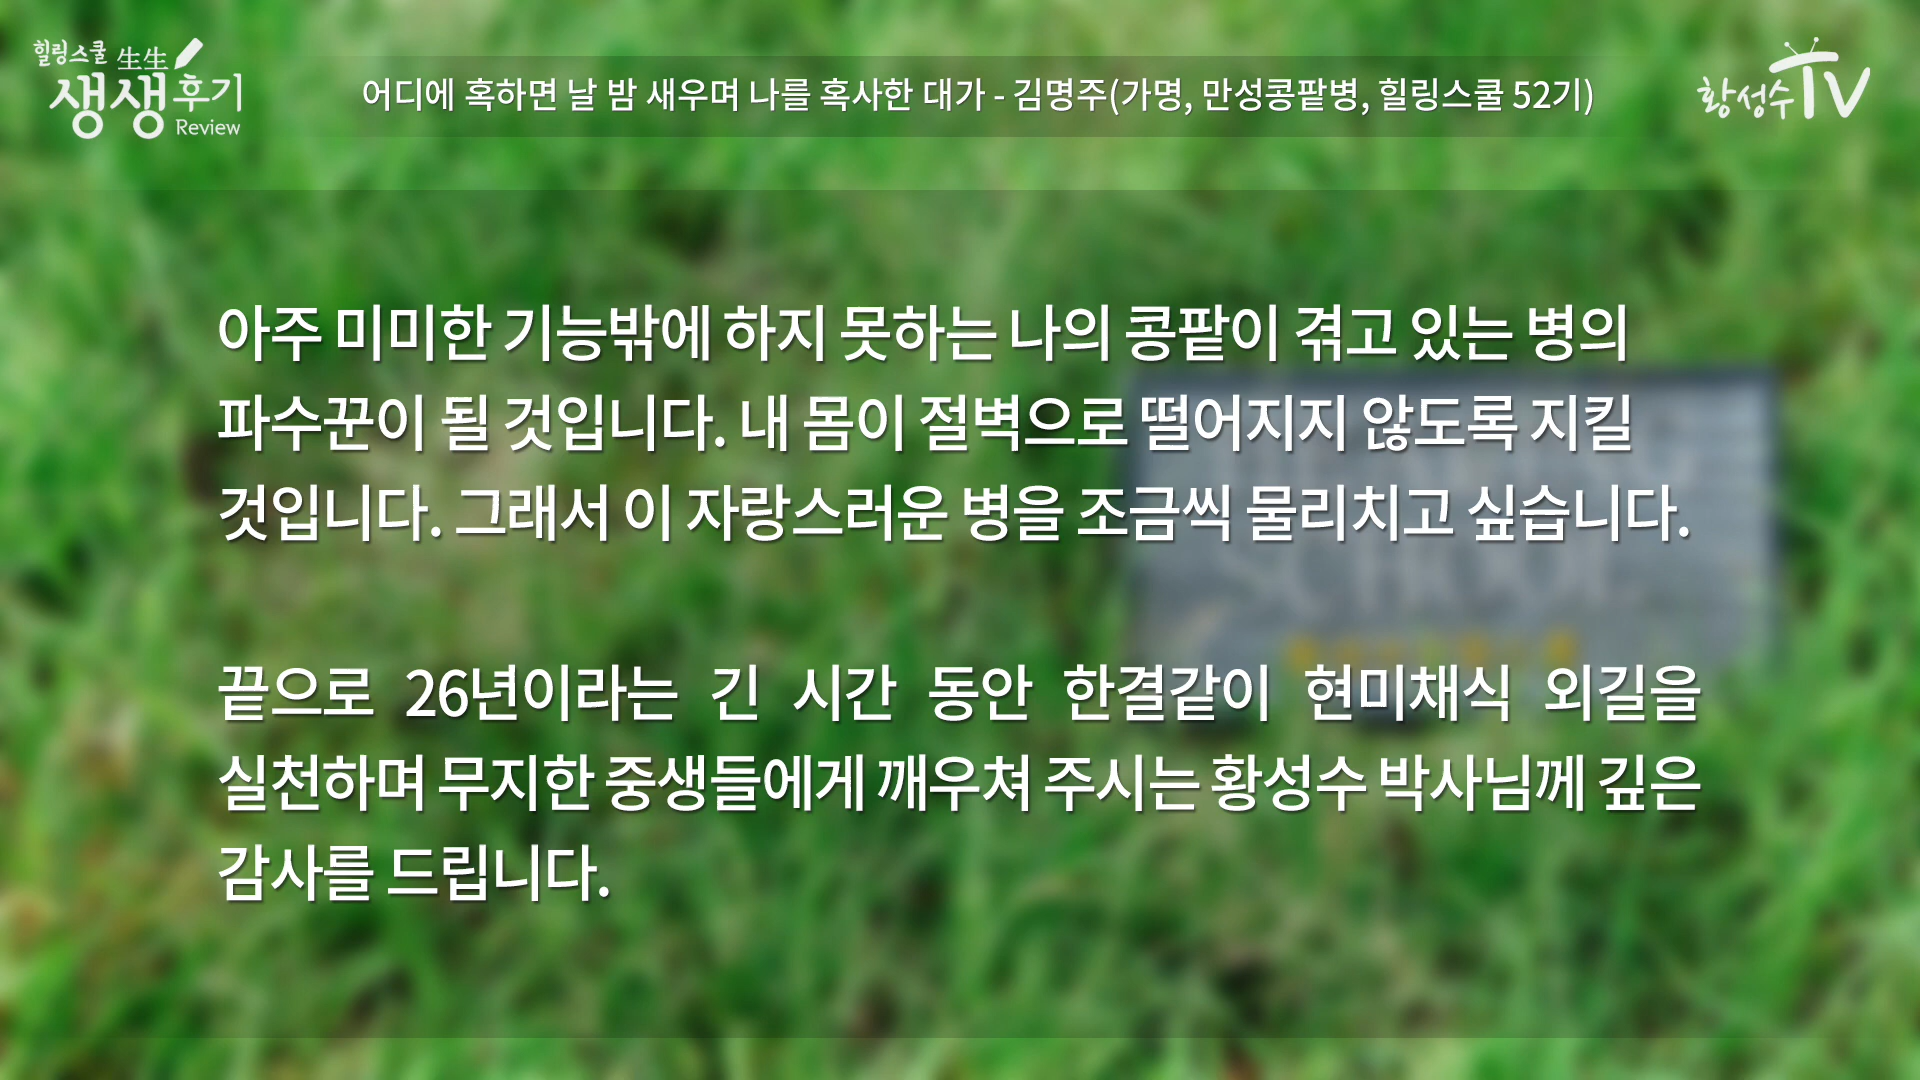 힐링스쿨 生生
생생후기
Review
어디에 혹하면 날 밤 새우며 나를 혹사한 대가 - 김명주(가명, 만성콩팥병, 힐링스쿨 52기)
황성수TV
아주 미미한 기능밖에 하지 못하는 나의 콩팥이 겪고 있는 병의
파수꾼이 될 것입니다. 내 몸이 절벽으로 떨어지지 않도록 지킬
것입니다. 그래서 이 자랑스러운 병을 조금씩 물리치고 싶습니다.
끝으로 26년이라는 긴 시간 동안 한결같이 현미채식 외길을
실천하며 무지한 중생들에게 깨우쳐 주시는 황성수 박사님께 깊은
감사를 드립니다.
SCHOOL